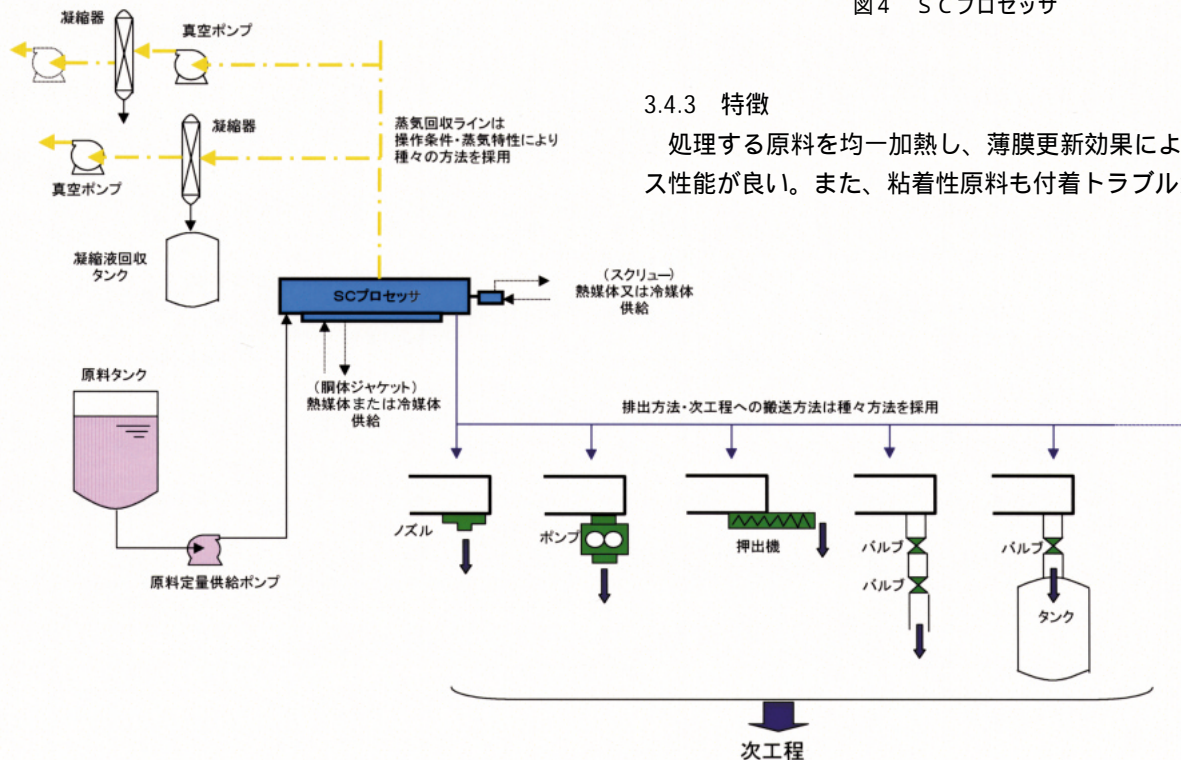 図4 SCプロセッサ
凝縮器
真空ポンプ
3.4.3 特徴
処理する原料を均一加熱し、薄膜更新効果によ
ス性能が良い。また、粘着性原料も付着トラブル
蒸気回収ラインは
操作条件・蒸気特性により
種々の方法を採用
凝縮器
真空ポンプ
凝縮液回収
タンク
SCプロセッサ
(スクリュー)
熱媒体又は冷媒体
供給
原料タンク
(胴体ジャケット)
熱媒体または冷媒体
供給
排出方法・次工程への搬送方法は種々方法を採用
ノズル
ポンプ
押出機
バルブ
バルブ
バルブ
タンク
原料定量供給ポンプ
次工程